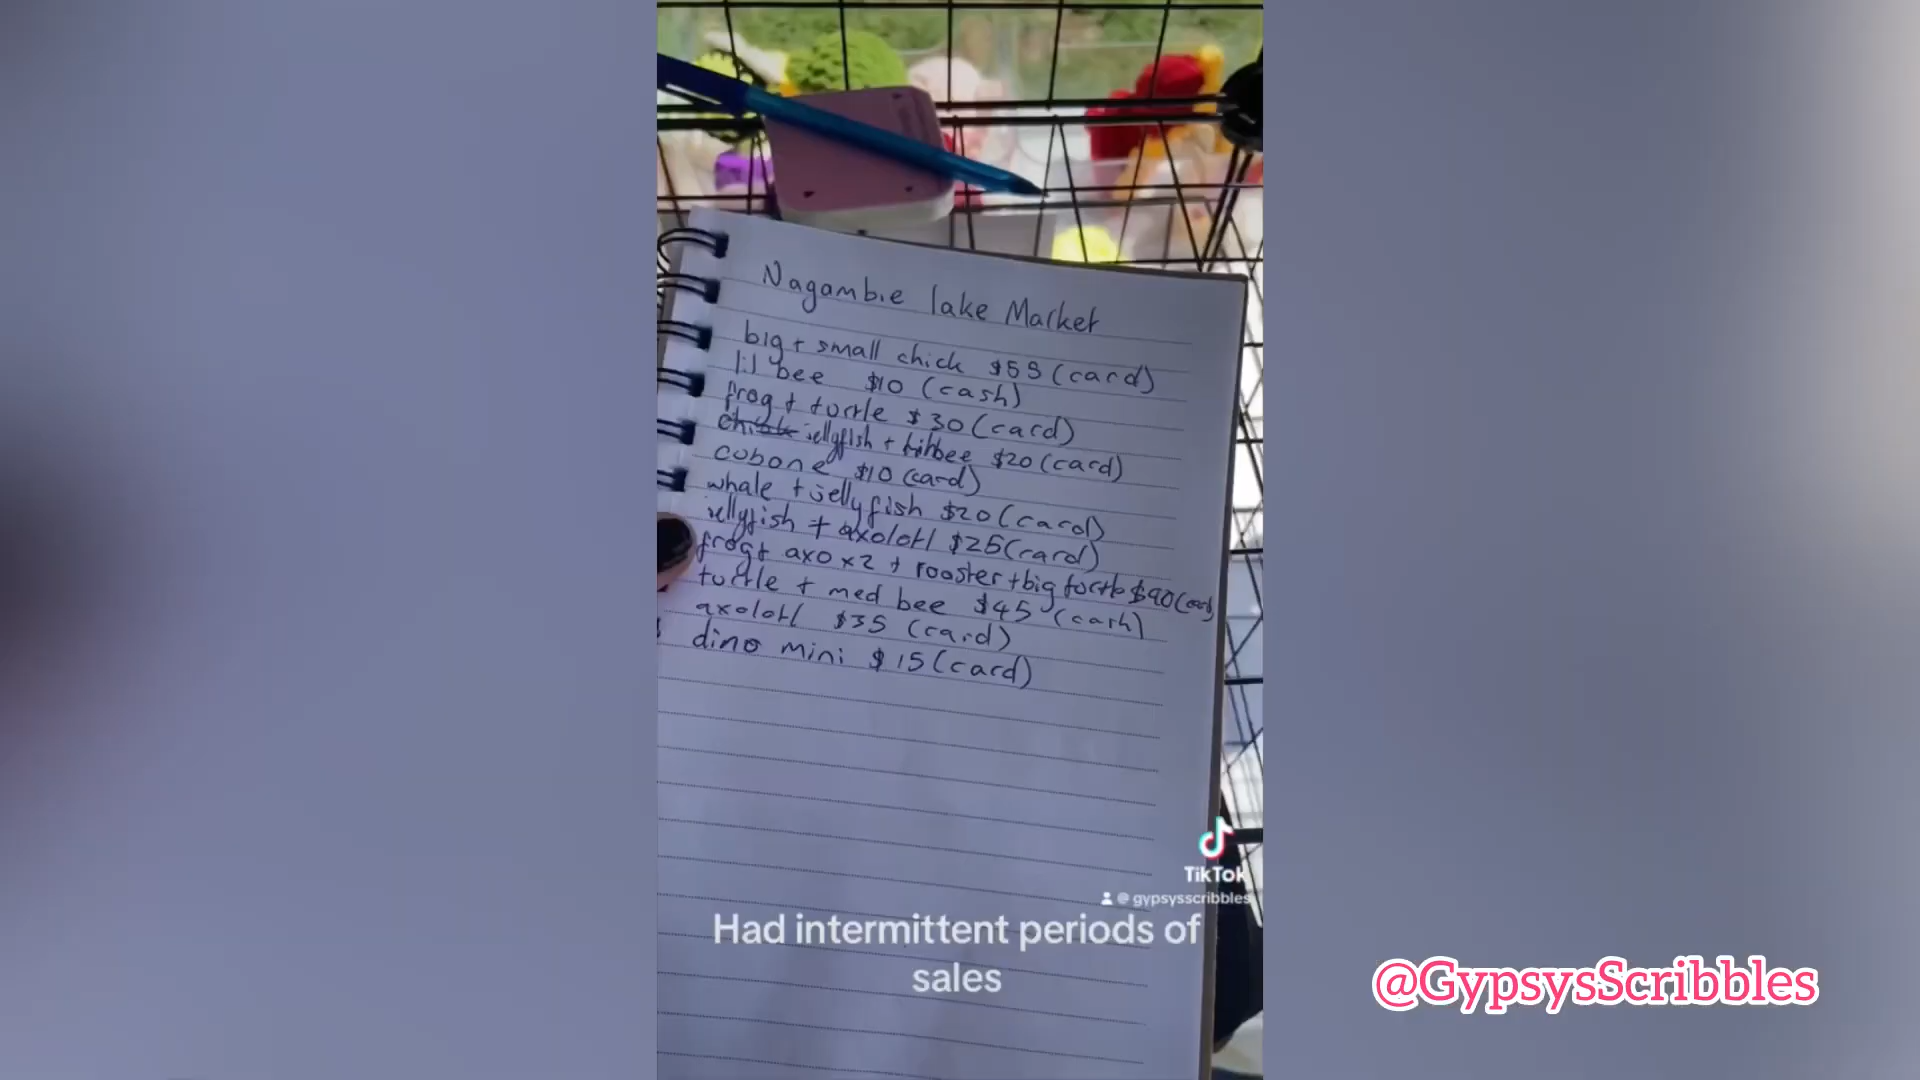 Nagambie lake Market
big + small chick $55 (card)
lil bee $10 (cash)
frog + turtle $30 (card)
jellyfish + bee $20 (card)
cubone $10 (card)
whale + jellyfish $20 (card)
jellyfish + axolotl $25 (card)
frog + axo x2 + rooster + big turtle $90
turtle + med bee $45 (cash)
axolotl $35 (card)
dino mini $15 (card)
TikTok
@gypsysscribbles
Had intermittent periods of
sales
@GypsysScribbles